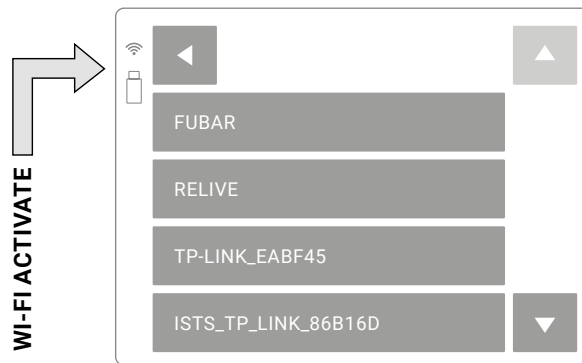 WI-FI ACTIVATE
FUBAR
RELIVE
TP-LINK_EABF45
ISTS_TP_LINK_86B16D